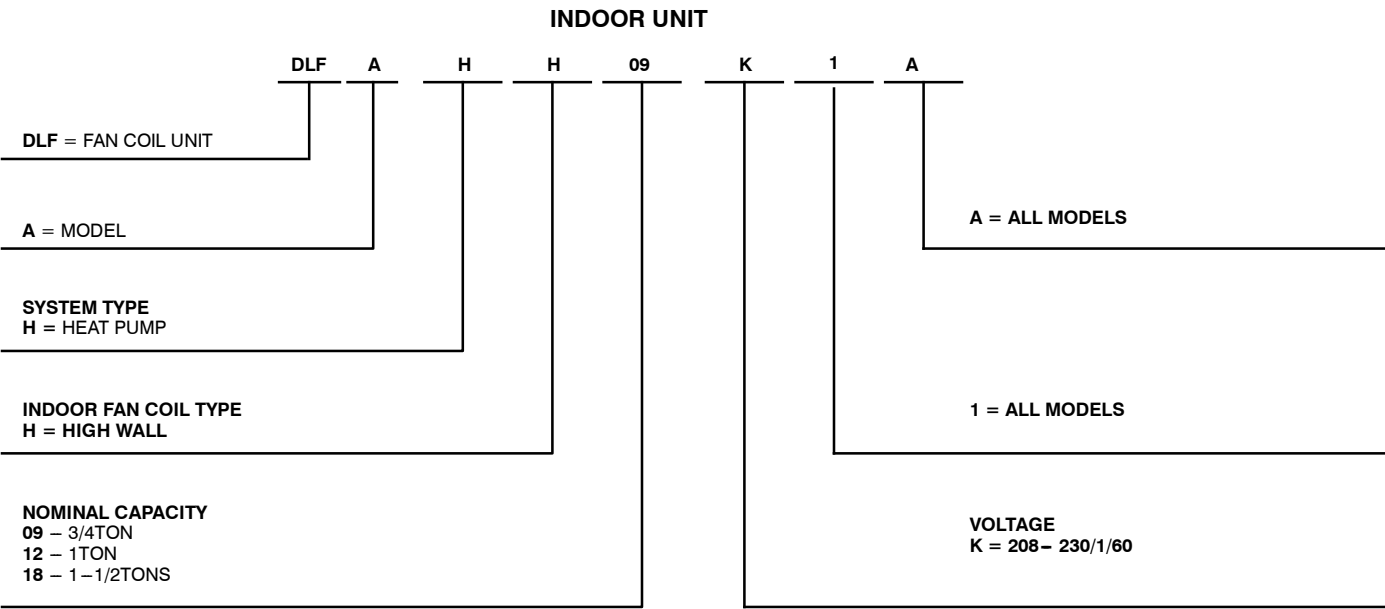 INDOOR UNIT
DLF A H H 09 K 1 A
DLF = FAN COIL UNIT
A = MODEL
SYSTEM TYPE
H = HEAT PUMP
INDOOR FAN COIL TYPE
H = HIGH WALL
NOMINAL CAPACITY
09 – 3/4TON
12 – 1TON
18 – 1–1/2TONS
A = ALL MODELS
1 = ALL MODELS
VOLTAGE
K = 208– 230/1/60